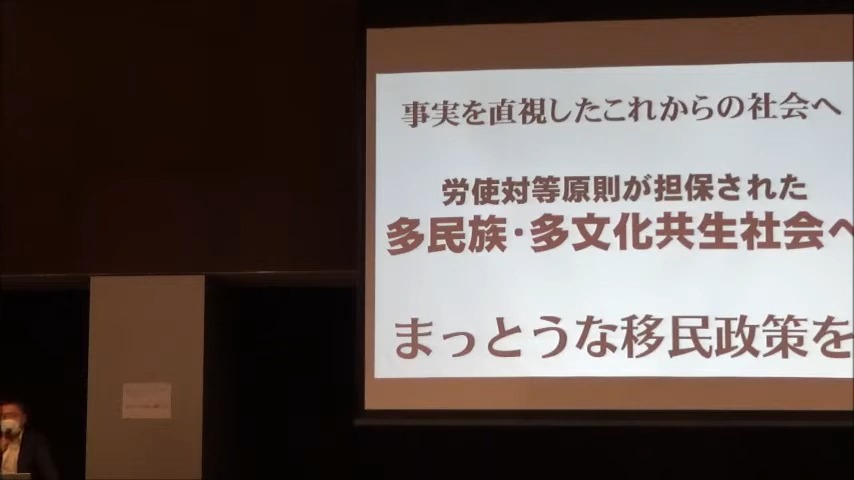 事実を直視したこれからの社会へ
労使対等原則が担保された
多民族・多文化共生社会へ
まっとうな移民政策を